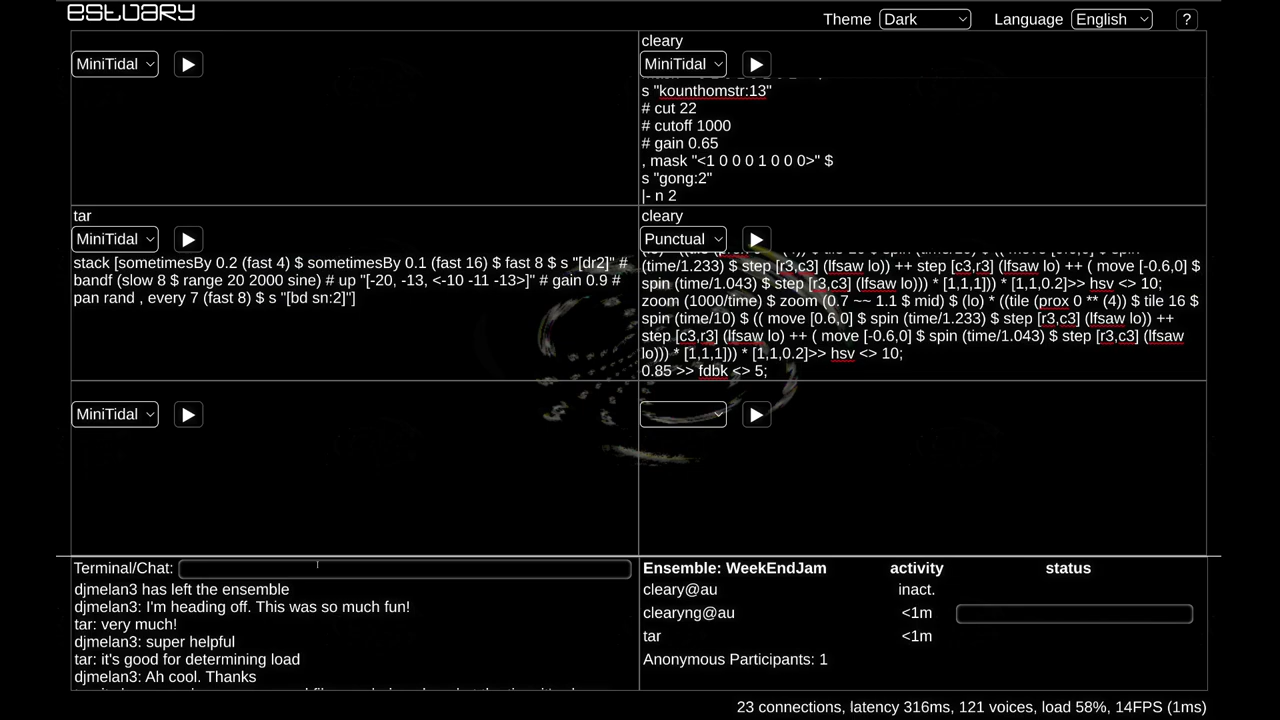 estuary
Theme Dark Language English ?
MiniTidal
cleary
MiniTidal
s "kounthomstr:13"
# cut 22
# cutoff 1000
# gain 0.65
, mask "<1 0 0 0 1 0 0 0>" $
s "gong:2"
|- n 2
tar
MiniTidal
stack [sometimesBy 0.2 (fast 4) $ sometimesBy 0.1 (fast 16) $ fast 8 $ s "[dr2]" #
bandf (slow 8 $ range 20 2000 sine) # up "[-20, -13, <-10 -11 -13>]" # gain 0.9 #
pan rand , every 7 (fast 8) $ s "[bd sn:2]"]
cleary
Punctual
(time/1.233) $ step [r3,c3] (lfsaw lo)) ++ step [c3,r3] (lfsaw lo) ++ ( move [-0.6,0] $
spin (time/1.043) $ step [r3,c3] (lfsaw lo))) * [1,1,1])) * [1,1,0.2]>> hsv <> 10;
zoom (1000/time) $ zoom (0.7 ~~ 1.1 $ mid) $ (lo) * ((tile (prox 0 ** (4)) $ tile 16 $
spin (time/10) $ (( move [0.6,0] $ spin (time/1.233) $ step [r3,c3] (lfsaw lo)) ++
step [c3,r3] (lfsaw lo) ++ ( move [-0.6,0] $ spin (time/1.043) $ step [r3,c3] (lfsaw
lo))) * [1,1,1])) * [1,1,0.2]>> hsv <> 10;
0.85 >> fdbk <> 5;
MiniTidal
Terminal/Chat:
djmelan3 has left the ensemble
djmelan3: I'm heading off. This was so much fun!
tar: very much!
djmelan3: super helpful
tar: it's good for determining load
djmelan3: Ah cool. Thanks
Ensemble: WeekEndJam activity status
cleary@au inact.
clearyng@au <1m
tar <1m
Anonymous Participants: 1
23 connections, latency 316ms, 121 voices, load 58%, 14FPS (1ms)